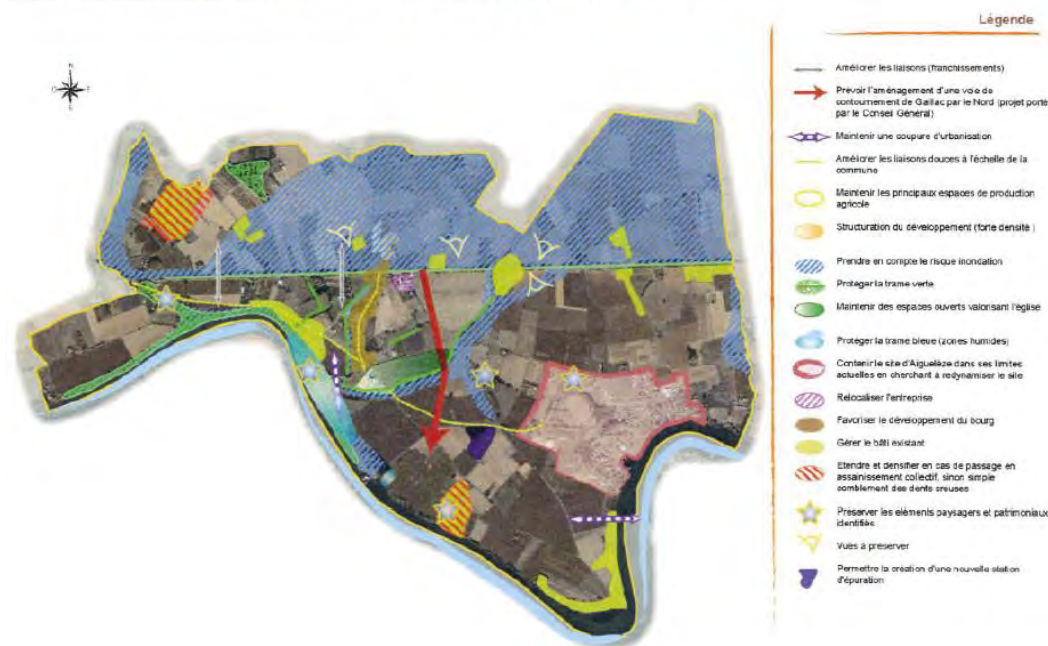 Légende
N
O E
S
Améliorer les liaisons (franchissements)
Prévoir l'aménagement d'une voie de
contournement de Gaillac par le Nord (projet porté
par le Conseil Général)
Maintenir une coupure d'urbanisation
Améliorer les liaisons douces à l'échelle de la
commune
Maintenir les principaux espaces de production
agricole
Structuration du développement (forte densité )
Prendre en compte le risque inondation
Protéger la trame verte
Maintenir des espaces ouverts valorisant l'église
Protéger la trame bleue (zones humides)
Contenir le site d'Aiguelèze dans ses limites
actuelles en cherchant à redynamiser le site
Relocaliser l'entreprise
Favoriser le développement du bourg
Gérer le bâti existant
Etendre et densifier en cas de passage en
assainissement collectif, sinon simple
comblement des dents creuses
Préserver les eléments paysagers et patrimoniaux
identifiés
Vues à préserver
Permettre la création d'une nouvelle station
d'épuration